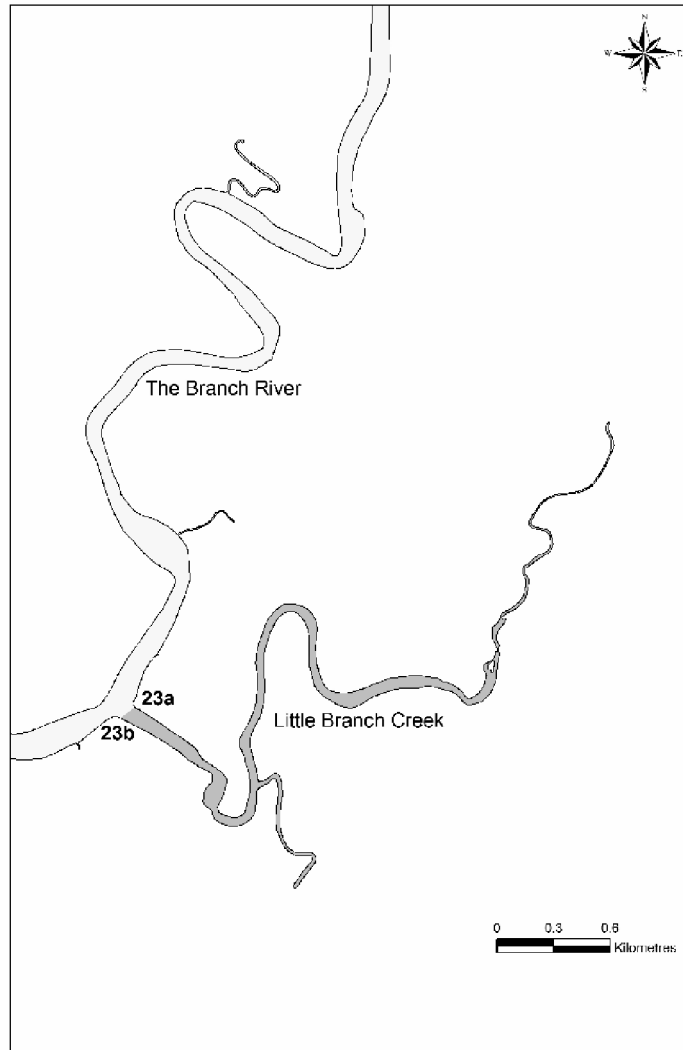 N
W
S
The Branch River
23a
23b
Little Branch Creek
0 0.3 0.6
Kilometres